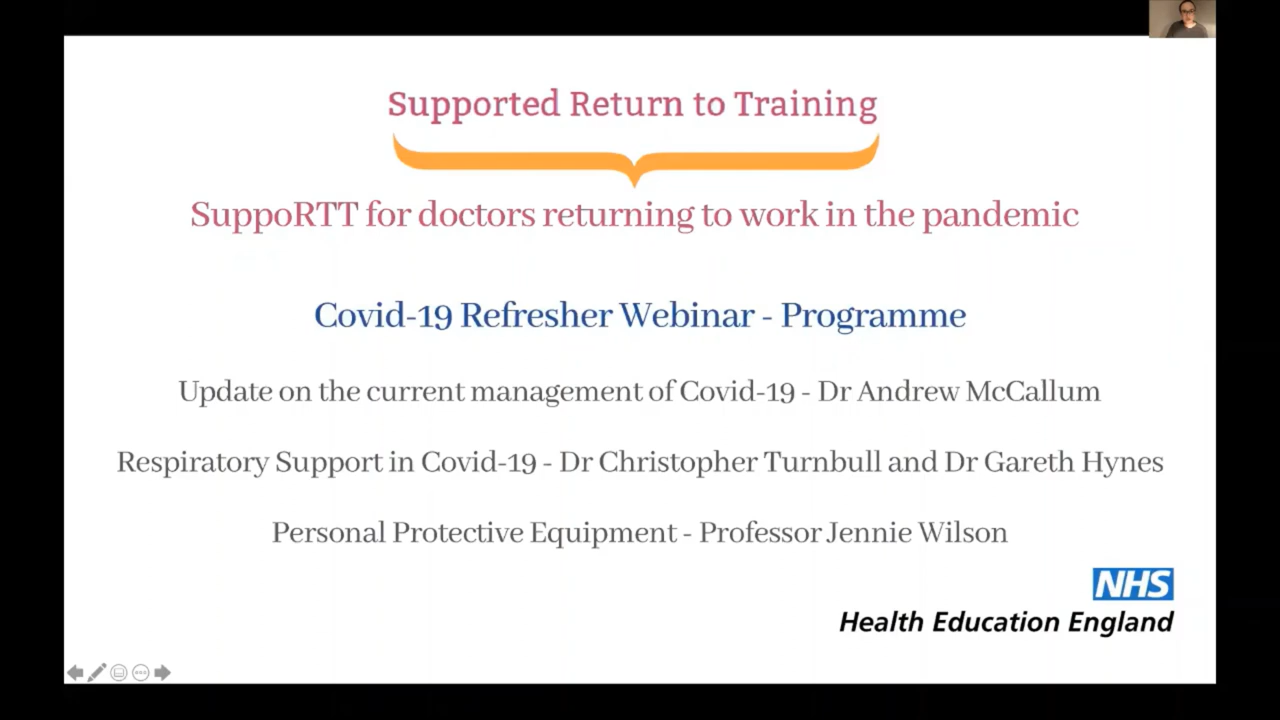 Supported Return to Training
SuppoRTT for doctors returning to work in the pandemic
Covid-19 Refresher Webinar - Programme
Update on the current management of Covid-19 - Dr Andrew McCallum
Respiratory Support in Covid-19 - Dr Christopher Turnbull and Dr Gareth Hynes
Personal Protective Equipment - Professor Jennie Wilson
NHS
Health Education England